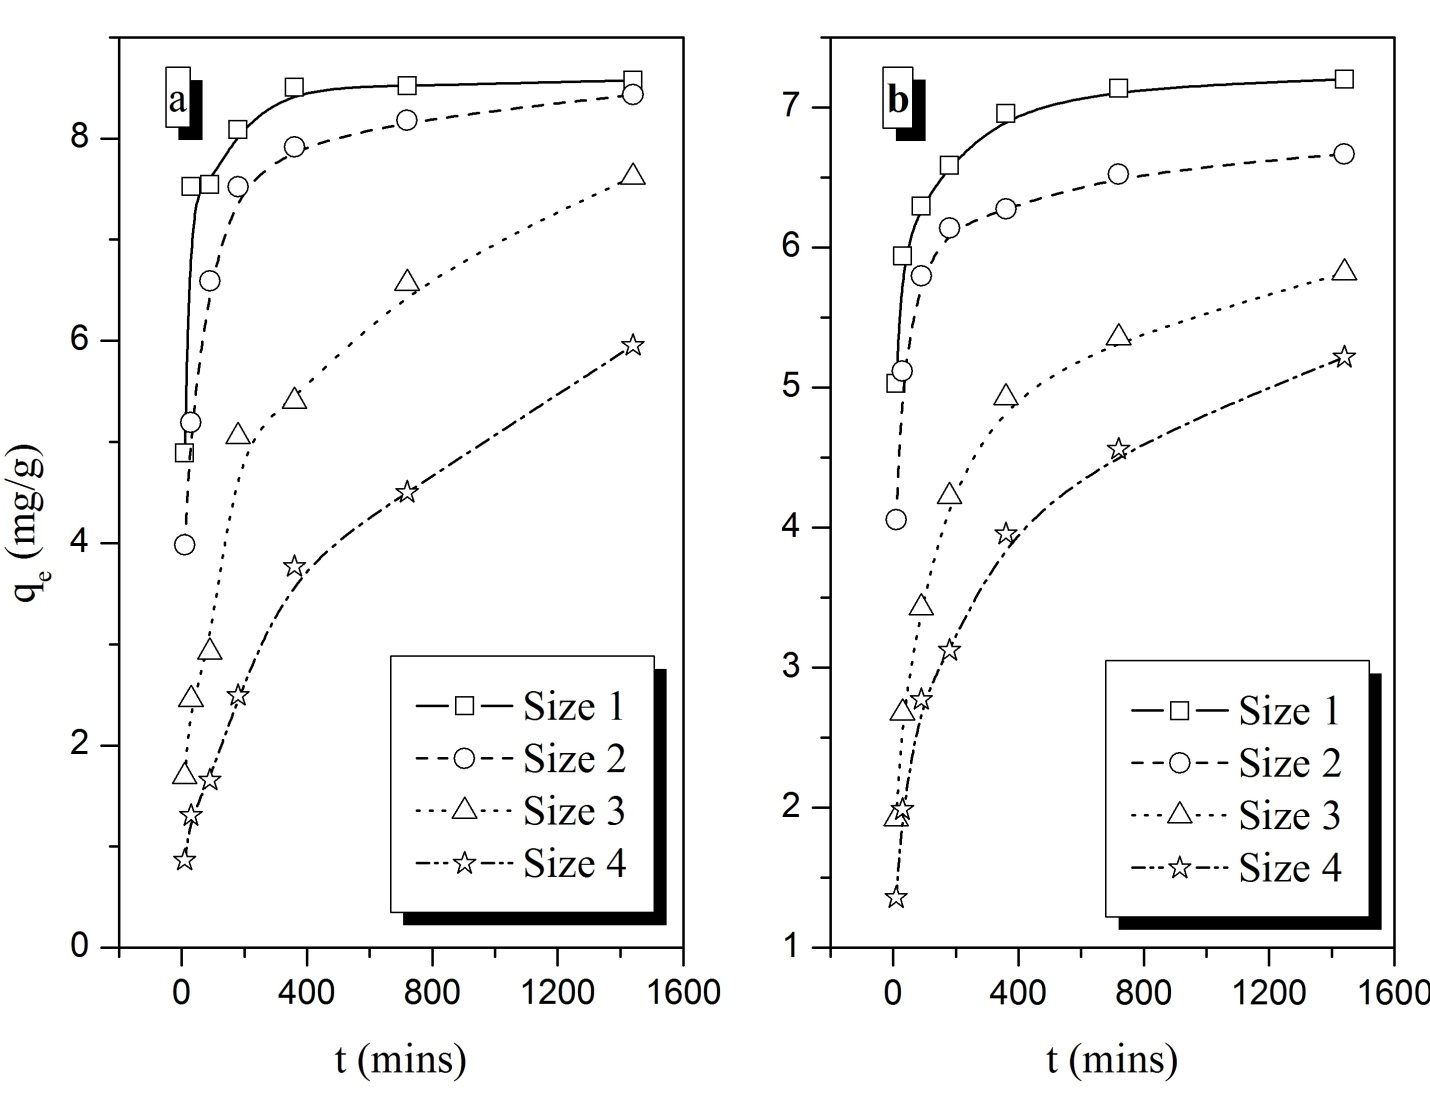 a
8
6
4
2
0
qe (mg/g)
0 400 800 1200 1600
t (mins)
Size 1
Size 2
Size 3
Size 4
b
7
6
5
4
3
2
1
0 400 800 1200 1600
t (mins)
Size 1
Size 2
Size 3
Size 4